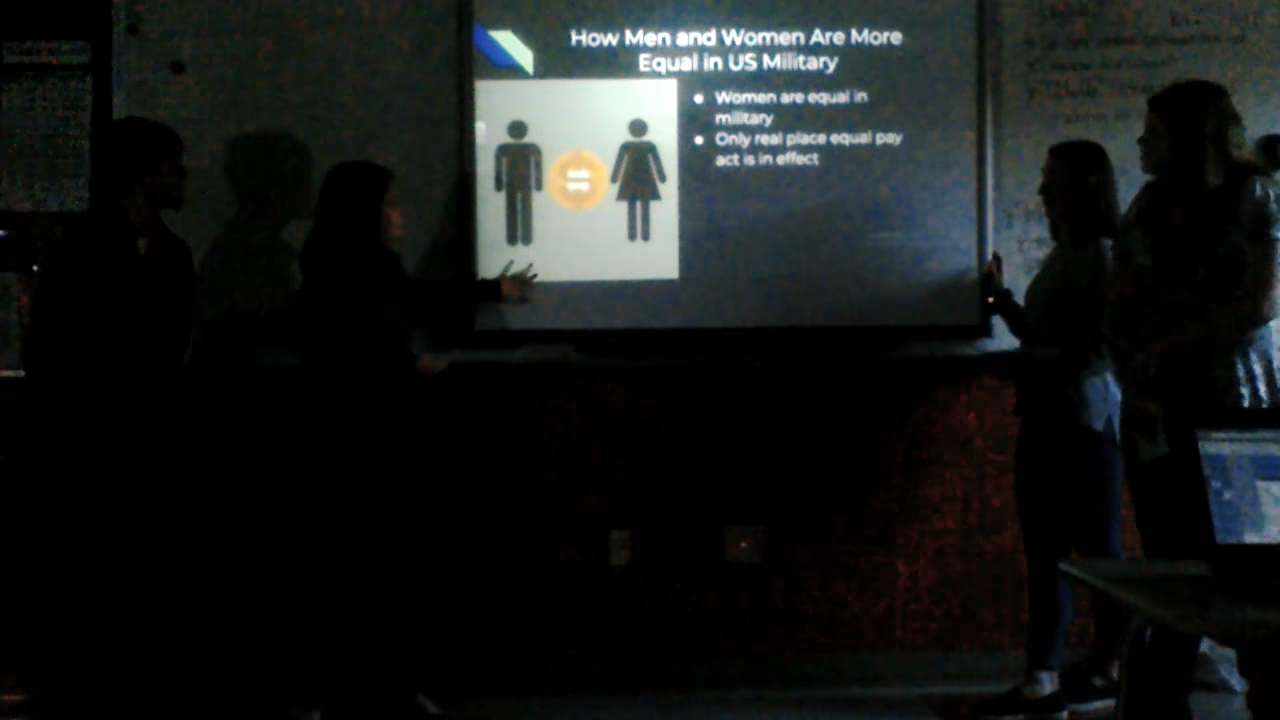 How Men and Women Are More
Equal in US Military
● Women are equal in
military
● Only real place equal pay
act is in effect